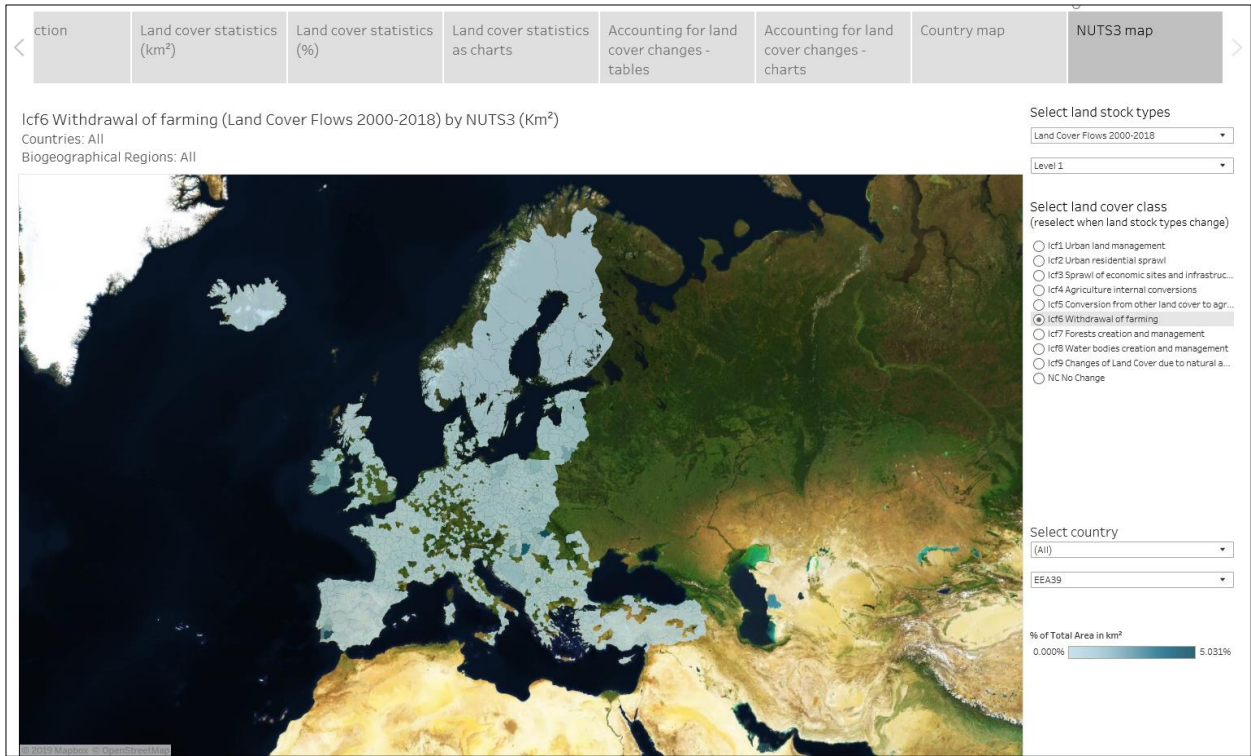 ction
Land cover statistics
(km²)
Land cover statistics
(%)
Land cover statistics
as charts
Accounting for land
cover changes -
tables
Accounting for land
cover changes -
charts
Country map
NUTS3 map
lcf6 Withdrawal of farming (Land Cover Flows 2000-2018) by NUTS3 (Km²)
Countries: All
Biogeographical Regions: All
Select land stock types
Land Cover Flows 2000-2018
Level 1
Select land cover class
(reselect when land stock types change)
lcf1 Urban land management
lcf2 Urban residential sprawl
lcf3 Sprawl of economic sites and infrastruc...
lcf4 Agriculture internal conversions
lcf5 Conversion from other land cover to agr...
lcf6 Withdrawal of farming
lcf7 Forests creation and management
lcf8 Water bodies creation and management
lcf9 Changes of Land Cover due to natural a...
NC No Change
Select country
(All)
EEA39
% of Total Area in km²
0.000%
5.031%
© 2019 Mapbox © OpenStreetMap